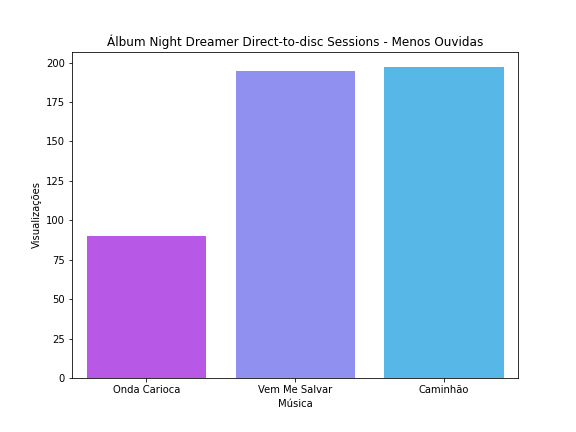 Álbum Night Dreamer Direct-to-disc Sessions - Menos Ouvidas
200
175
150
125
100
75
50
25
0
Visualizações
Onda Carioca
Vem Me Salvar
Caminhão
Música